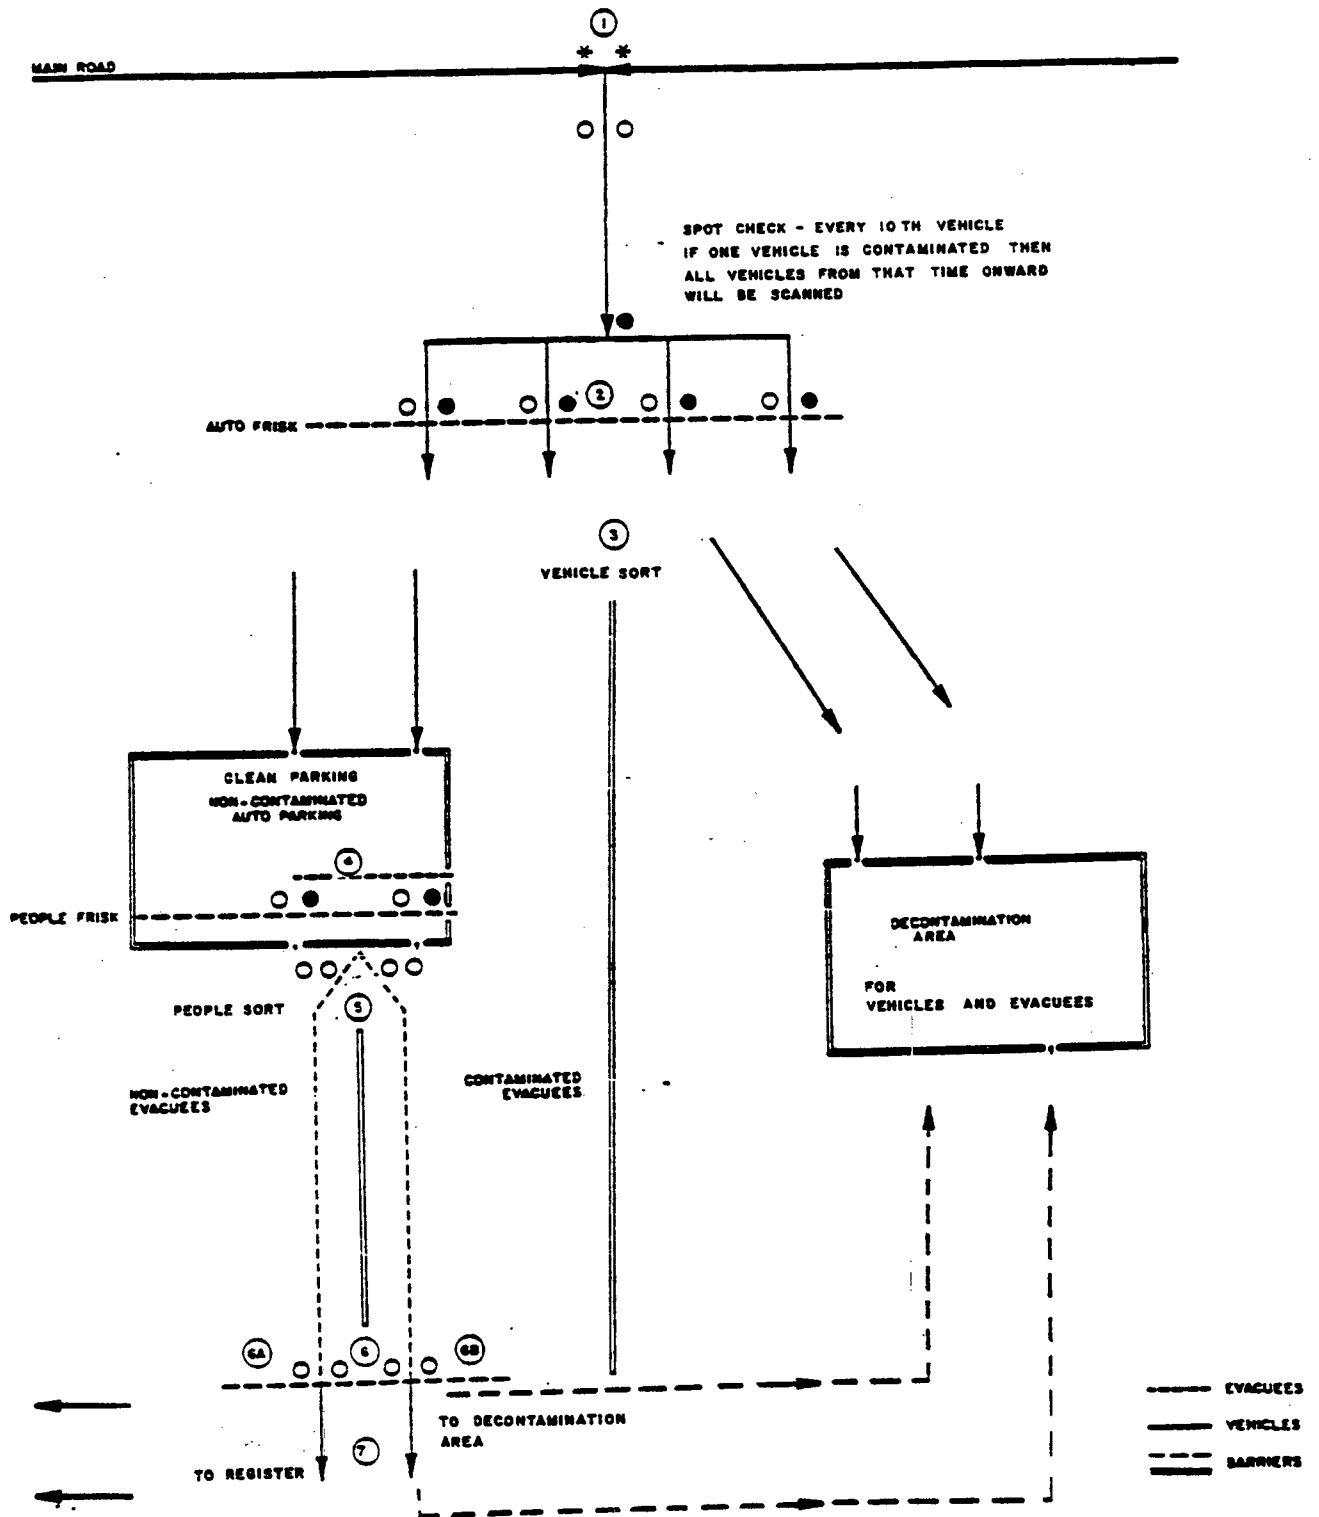 1
* *
MAIN ROAD
SPOT CHECK - EVERY 10 TH VEHICLE
IF ONE VEHICLE IS CONTAMINATED THEN
ALL VEHICLES FROM THAT TIME ONWARD
WILL BE SCANNED
2
AUTO FRISK
3
VEHICLE SORT
CLEAN PARKING
NON-CONTAMINATED
AUTO PARKING
4
PEOPLE FRISK
DECONTAMINATION
AREA
FOR
VEHICLES AND EVACUEES
PEOPLE SORT
5
NON-CONTAMINATED
EVACUEES
CONTAMINATED
EVACUEES
6A
6
6B
TO DECONTAMINATION
AREA
7
TO REGISTER
EVACUEES
VEHICLES
BARRIERS